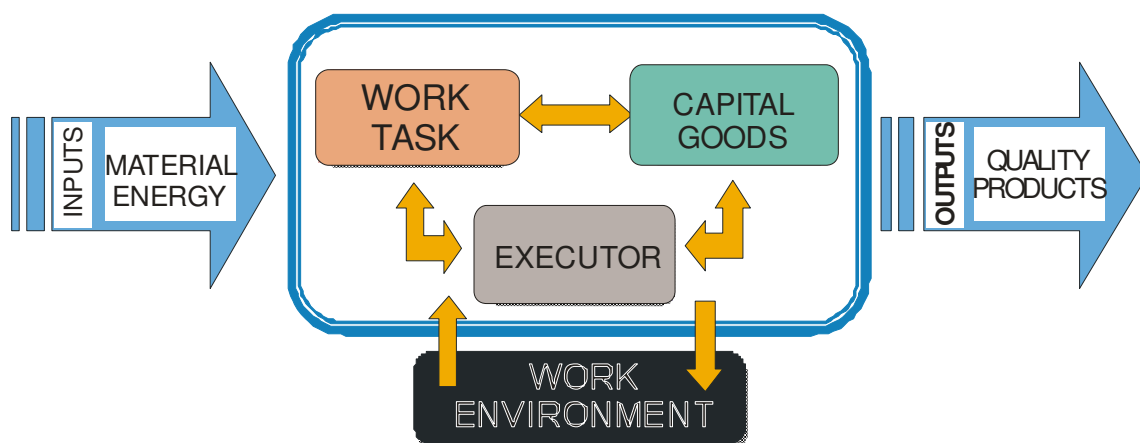 INPUTS
MATERIAL
ENERGY
WORK
TASK
CAPITAL
GOODS
EXECUTOR
WORK
ENVIRONMENT
OUTPUTS
QUALITY
PRODUCTS